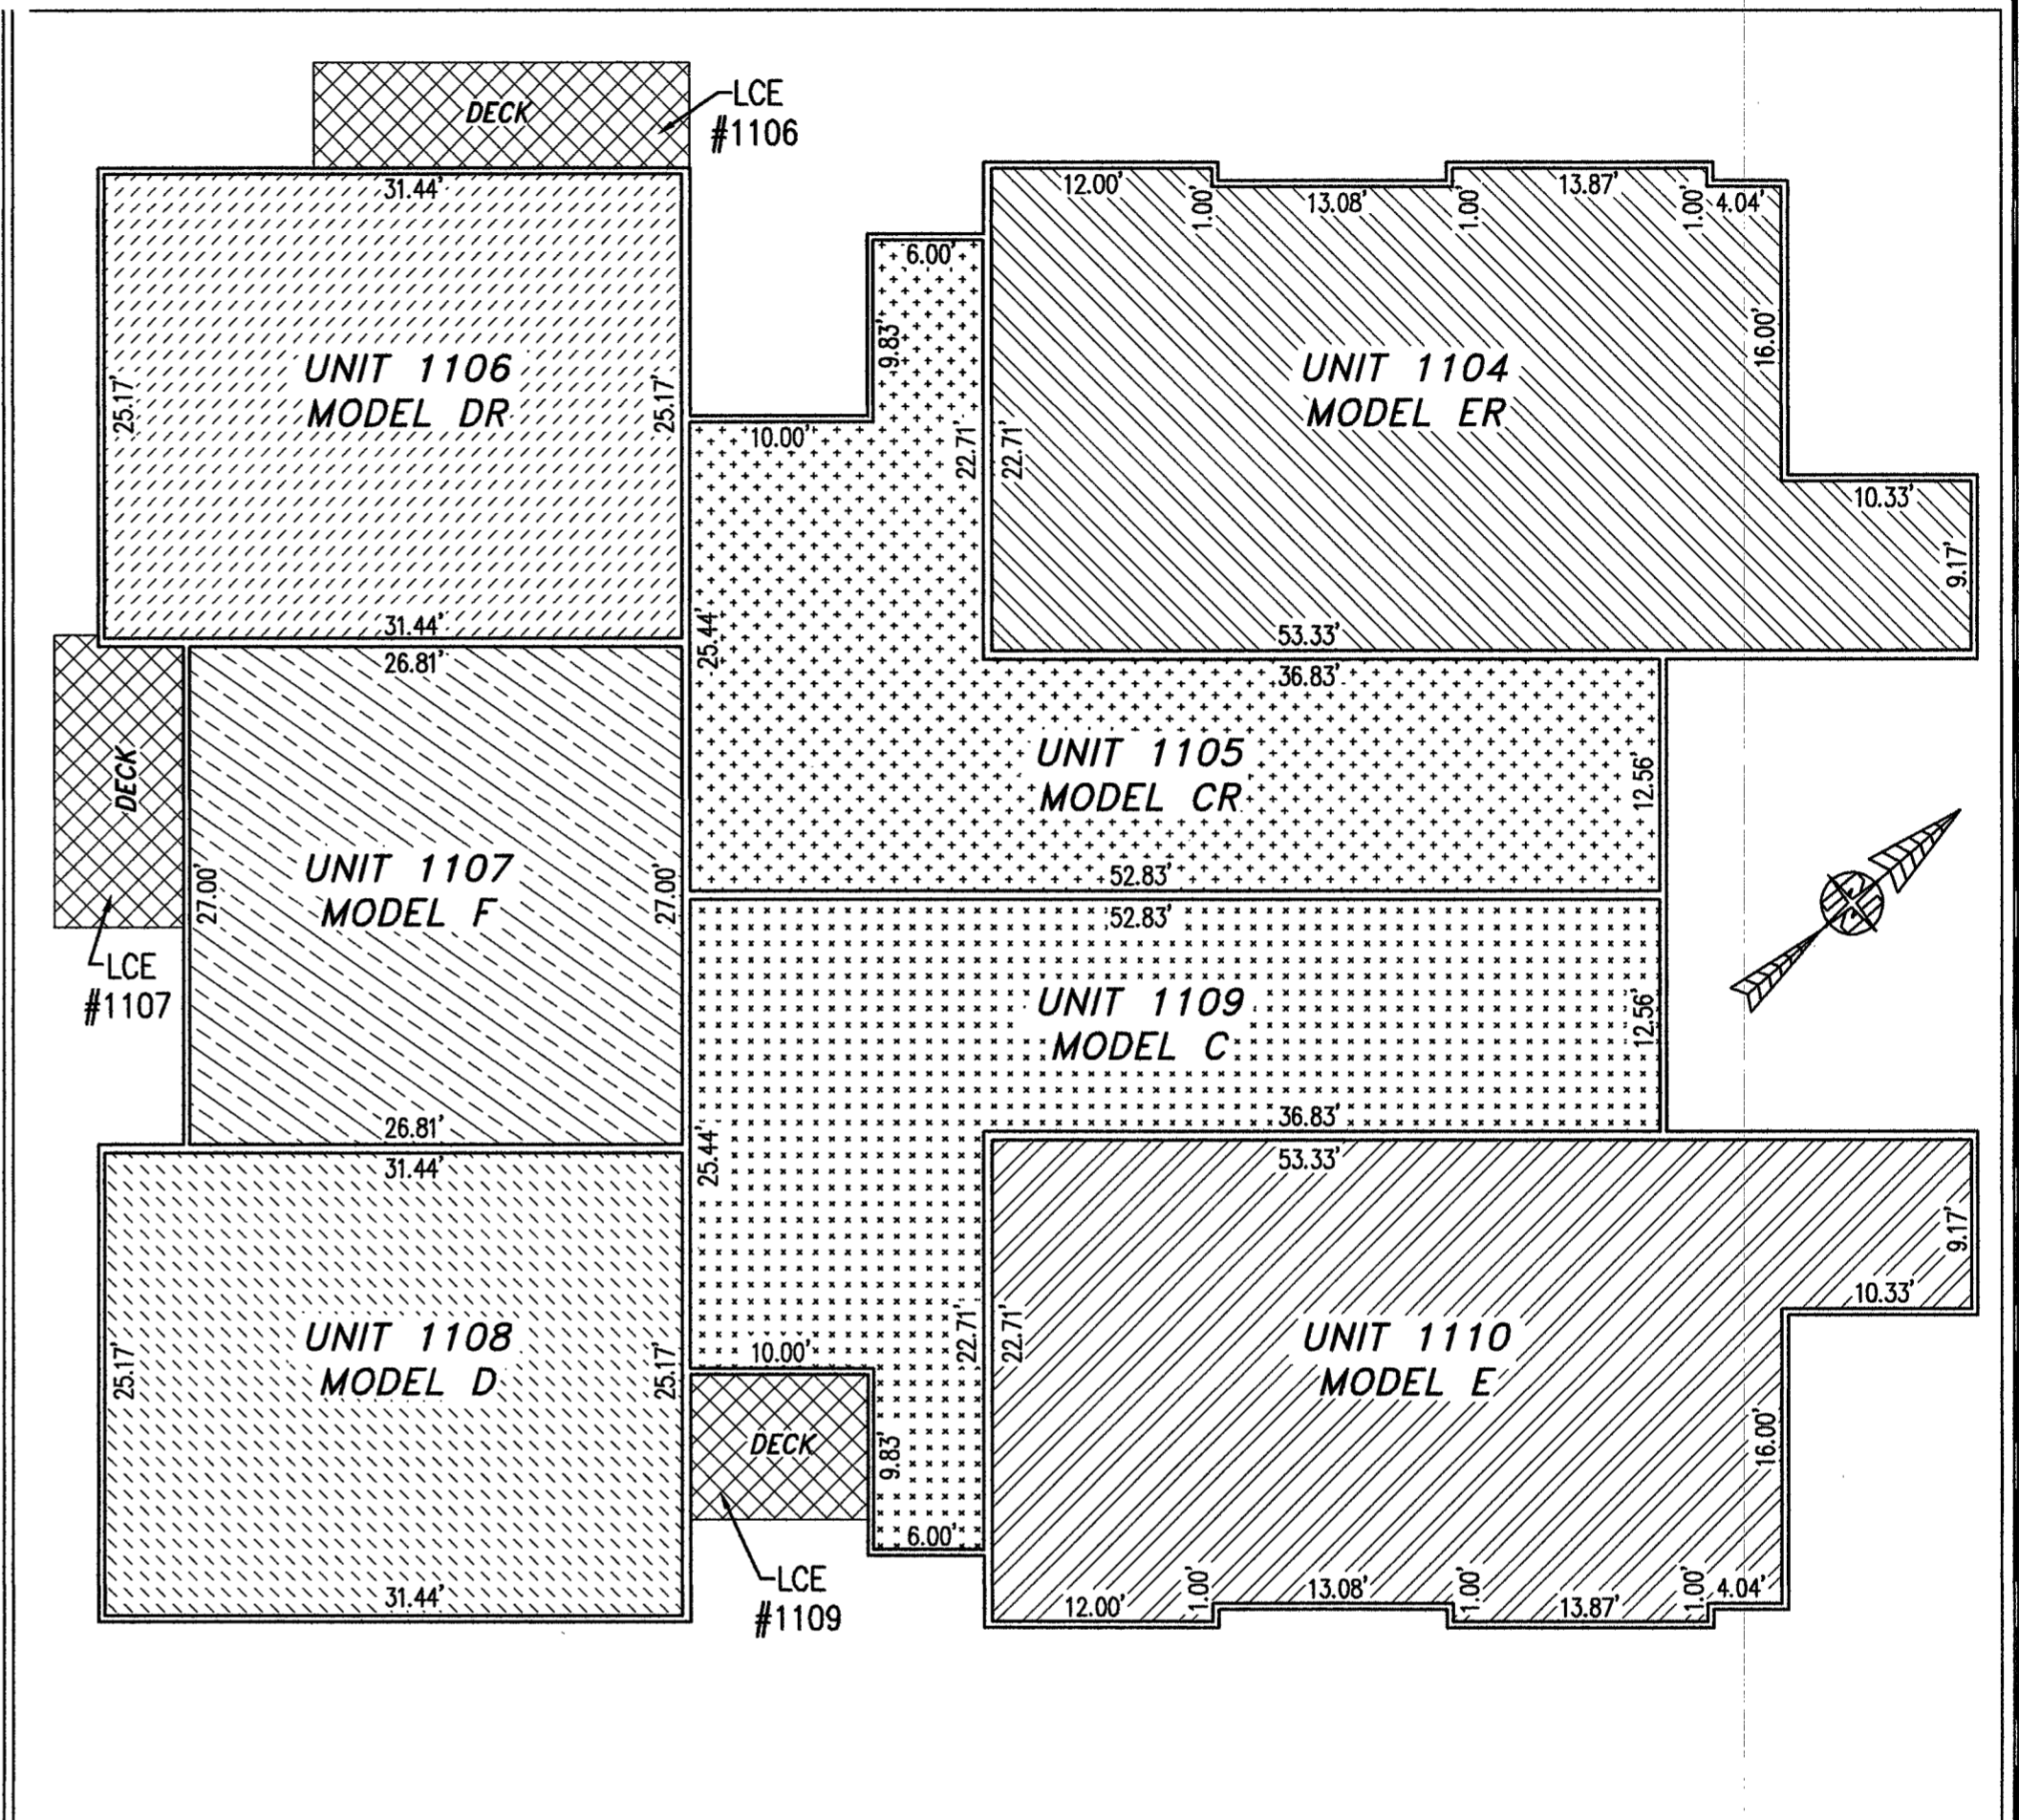 DECK
LCE
#1106
31.44'
25.17'
UNIT 1106
MODEL DR
25.17'
31.44'
6.00'
9.83'
10.00'
22.71'
25.44'
12.00'
1.00'
13.08'
1.00'
13.87'
1.00'
4.04'
22.71'
UNIT 1104
MODEL ER
16.00'
10.33'
9.17'
53.33'
36.83'
UNIT 1105
MODEL CR
12.56'
52.83'
DECK
LCE
#1107
26.81'
27.00'
UNIT 1107
MODEL F
27.00'
26.81'
52.83'
UNIT 1109
MODEL C
12.56'
36.83'
25.44'
10.00'
22.71'
9.83'
6.00'
DECK
LCE
#1109
31.44'
25.17'
UNIT 1108
MODEL D
25.17'
31.44'
53.33'
22.71'
UNIT 1110
MODEL E
9.17'
10.33'
16.00'
12.00'
1.00'
13.08'
1.00'
13.87'
1.00'
4.04'
N